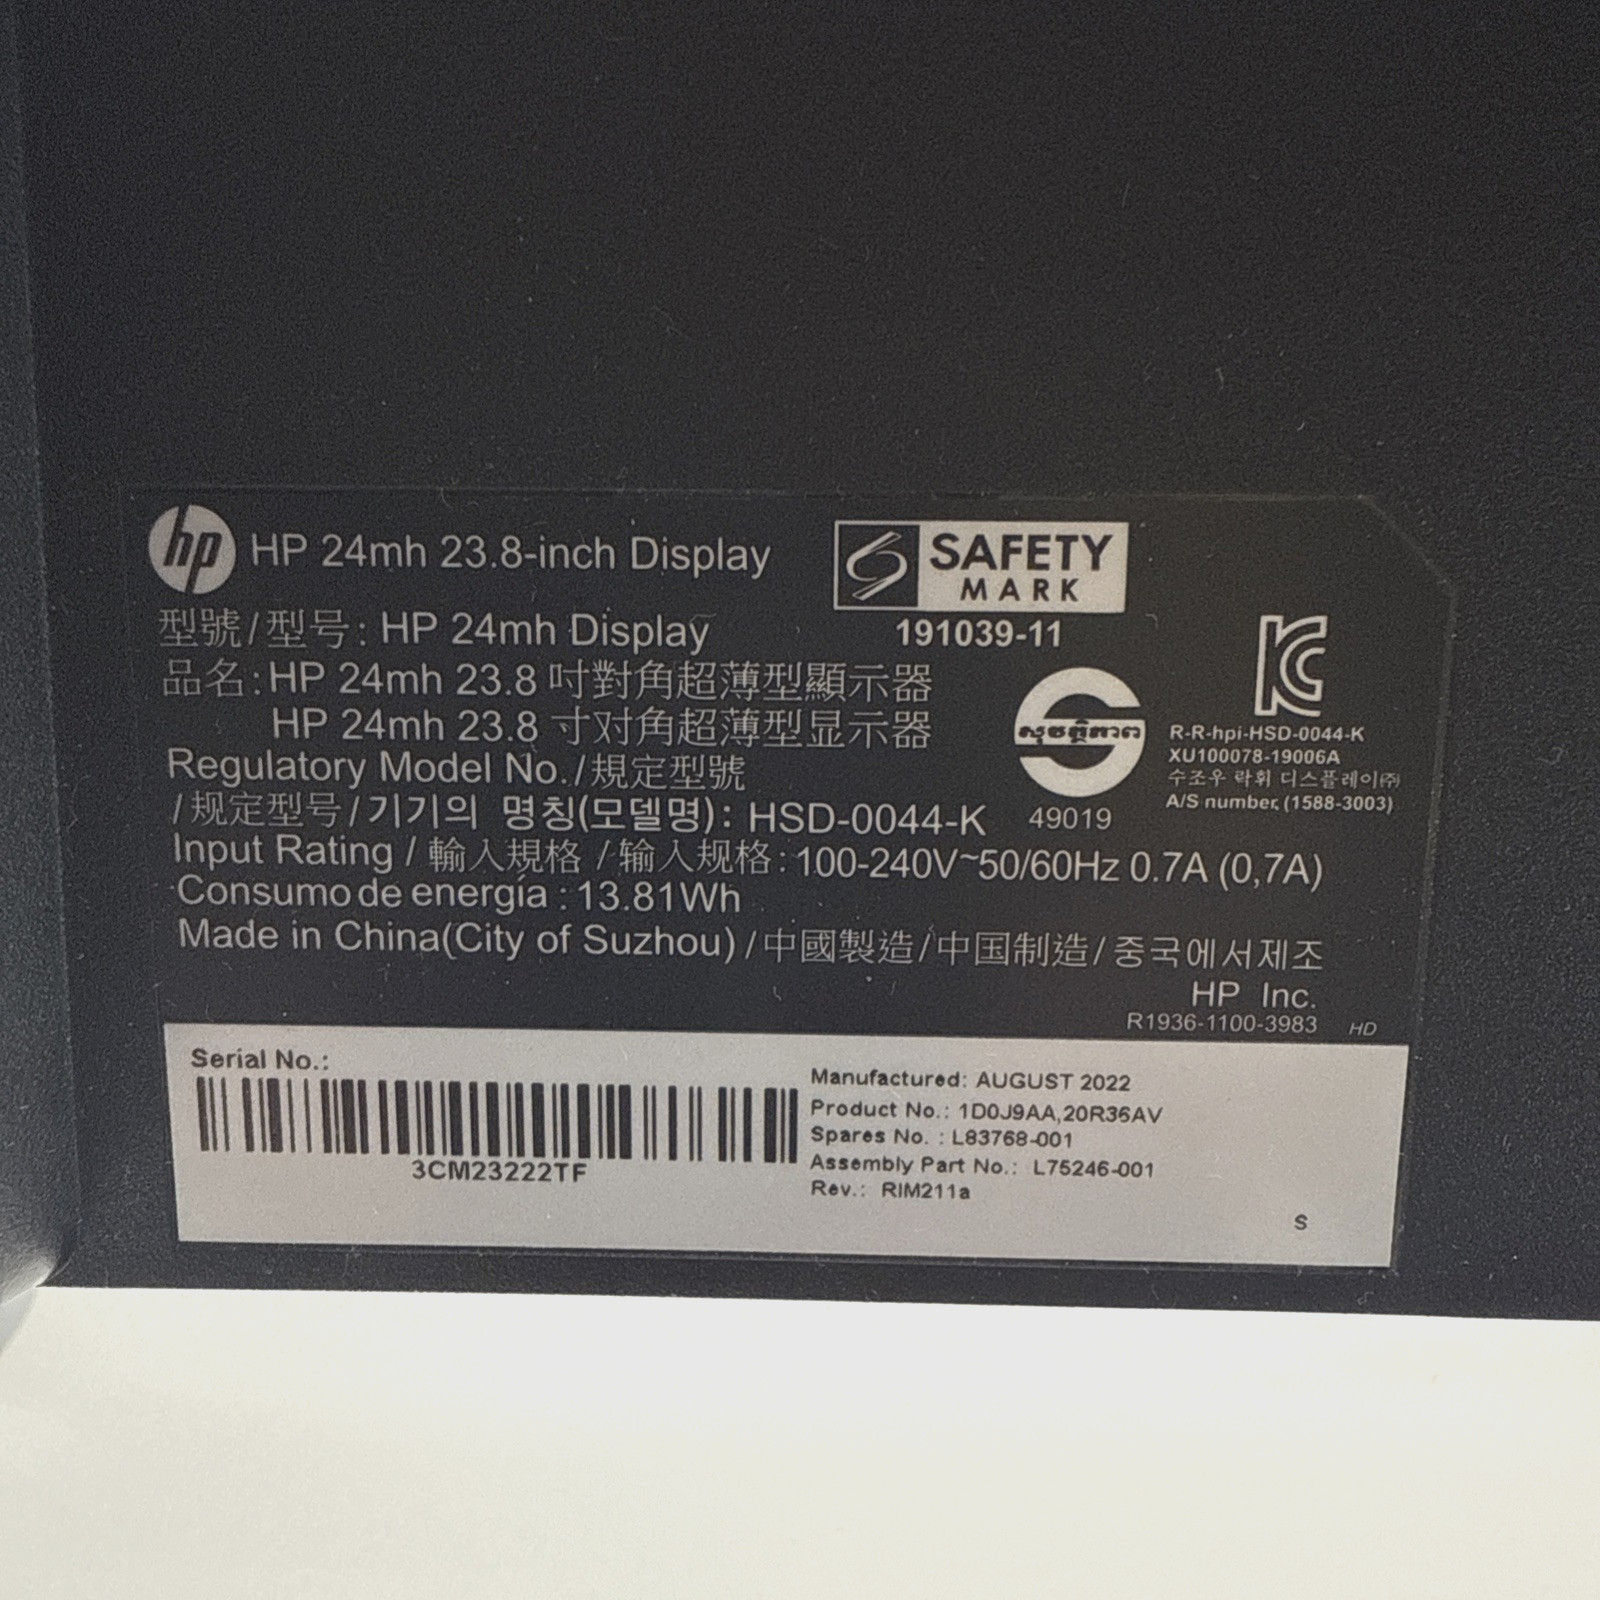 hp HP 24mh 23.8-inch Display
SAFETY
MARK
191039-11
型號/型号: HP 24mh Display
品名:HP 24mh 23.8 吋對角超薄型顯示器
HP 24mh 23.8 寸对角超薄型显示器
Regulatory Model No./規定型號
/规定型号/기기의 명칭(모델명): HSD-0044-K
49019
R-R-hpi-HSD-0044-K
XU100078-19006A
수조우 락휘 디스플레이㈜
A/S number, (1588-3003)
Input Rating / 輸入規格 /输入规格: 100-240V~50/60Hz 0.7A (0,7A)
Consumo de energía : 13.81Wh
Made in China(City of Suzhou)/中國製造/中国制造/중국에서제조
HP Inc.
R1936-1100-3983 HD
Serial No.:
3CM23222TF
Manufactured: AUGUST 2022
Product No.: 1D0J9AA,20R36AV
Spares No. : L83768-001
Assembly Part No.: L75246-001
Rev.: RIM211a
S